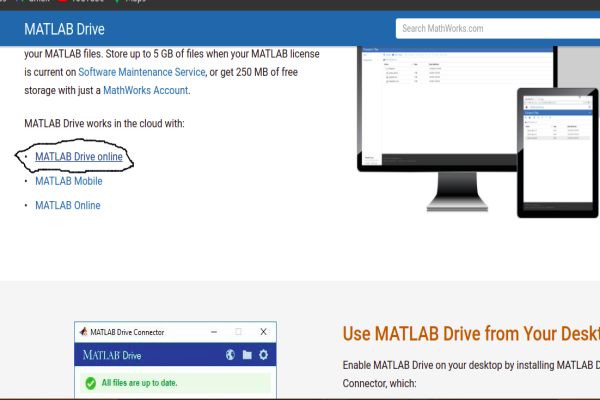 YouTube
Maps
MATLAB Drive
Search MathWorks.com
your MATLAB files. Store up to 5 GB of files when your MATLAB license
is current on Software Maintenance Service, or get 250 MB of free
storage with just a MathWorks Account.
MATLAB Drive works in the cloud with:
• MATLAB Drive online
• MATLAB Mobile
• MATLAB Online
MATLAB Drive Connector
MATLAB Drive
All files are up to date.
Use MATLAB Drive from Your Deskt
Enable MATLAB Drive on your desktop by installing MATLAB D
Connector, which: